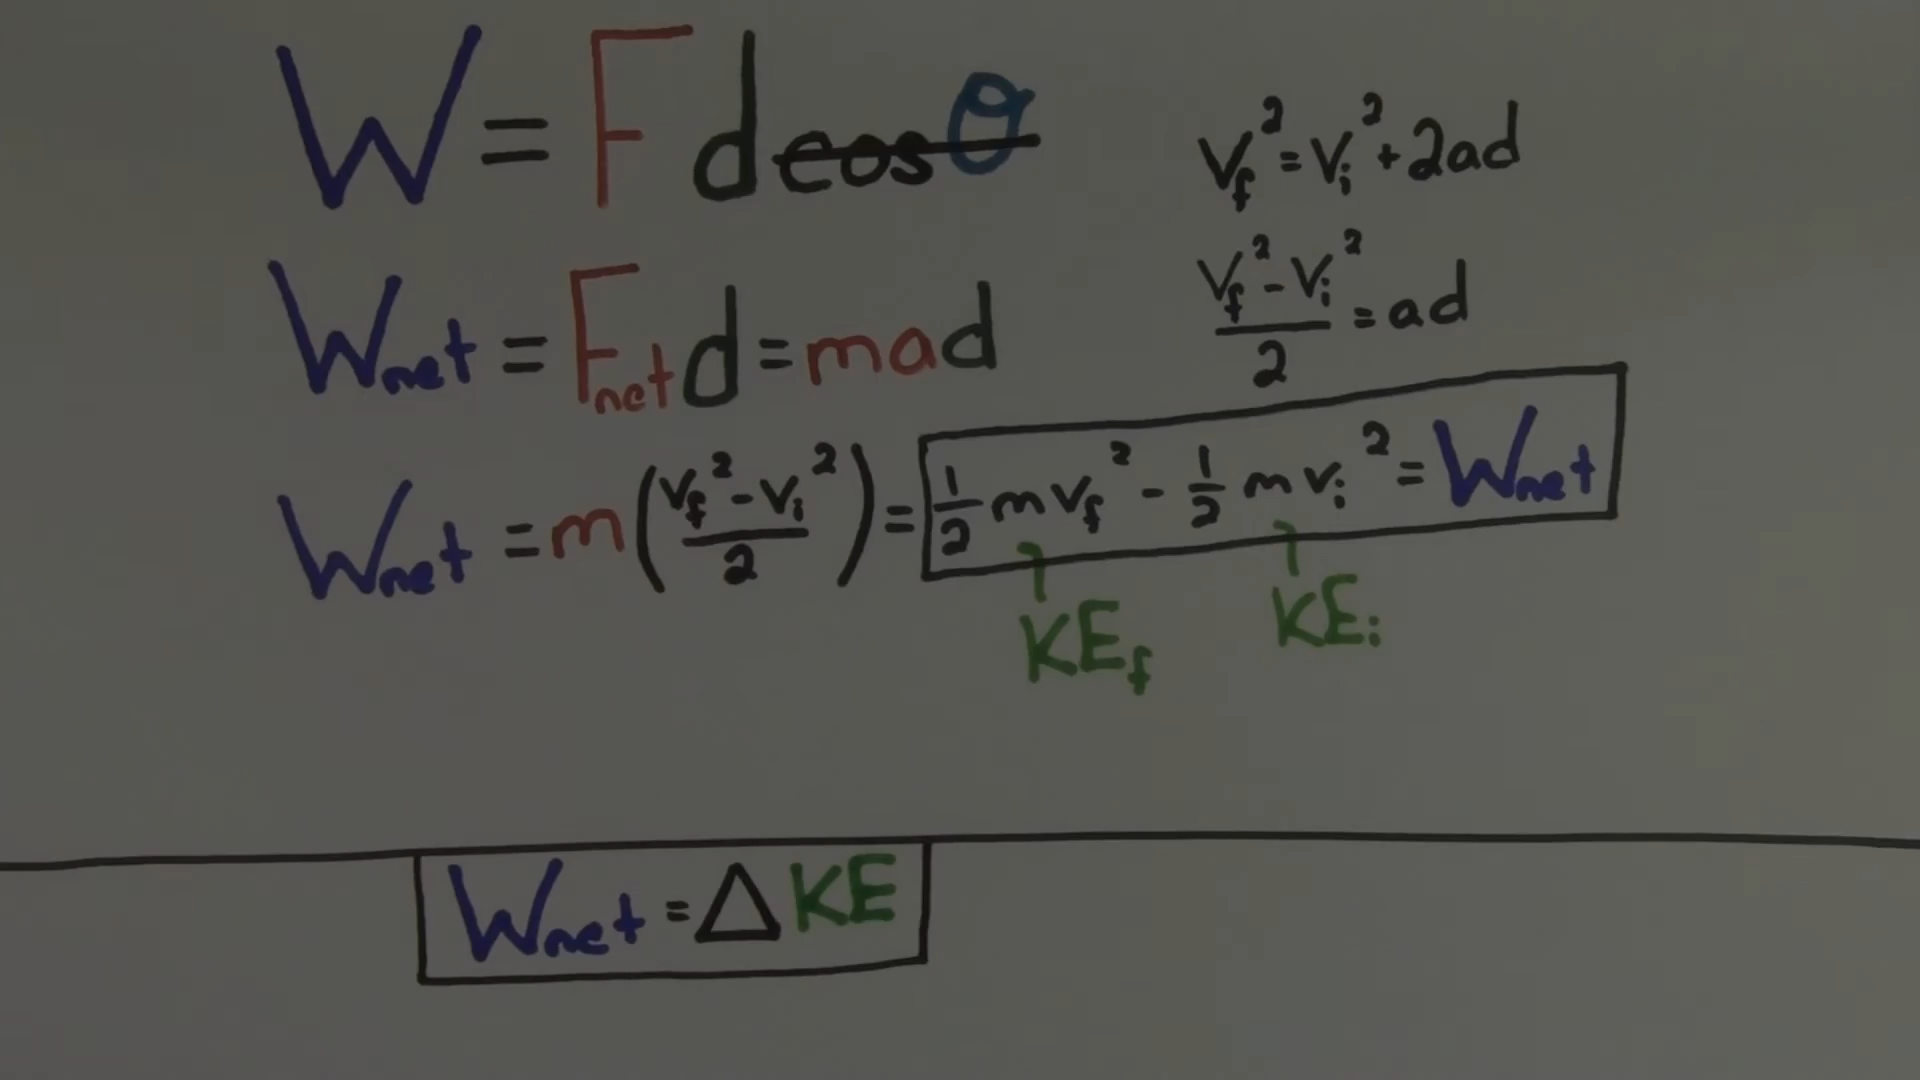 W = Fd cos θ
v_f² = v_i² + 2ad
(v_f² - v_i²)/2 = ad
W_net = F_net d = mad
W_net = m((v_f² - v_i²)/2) = ½mv_f² - ½mv_i² = W_net
KE_f KE_i
W_net = ΔKE